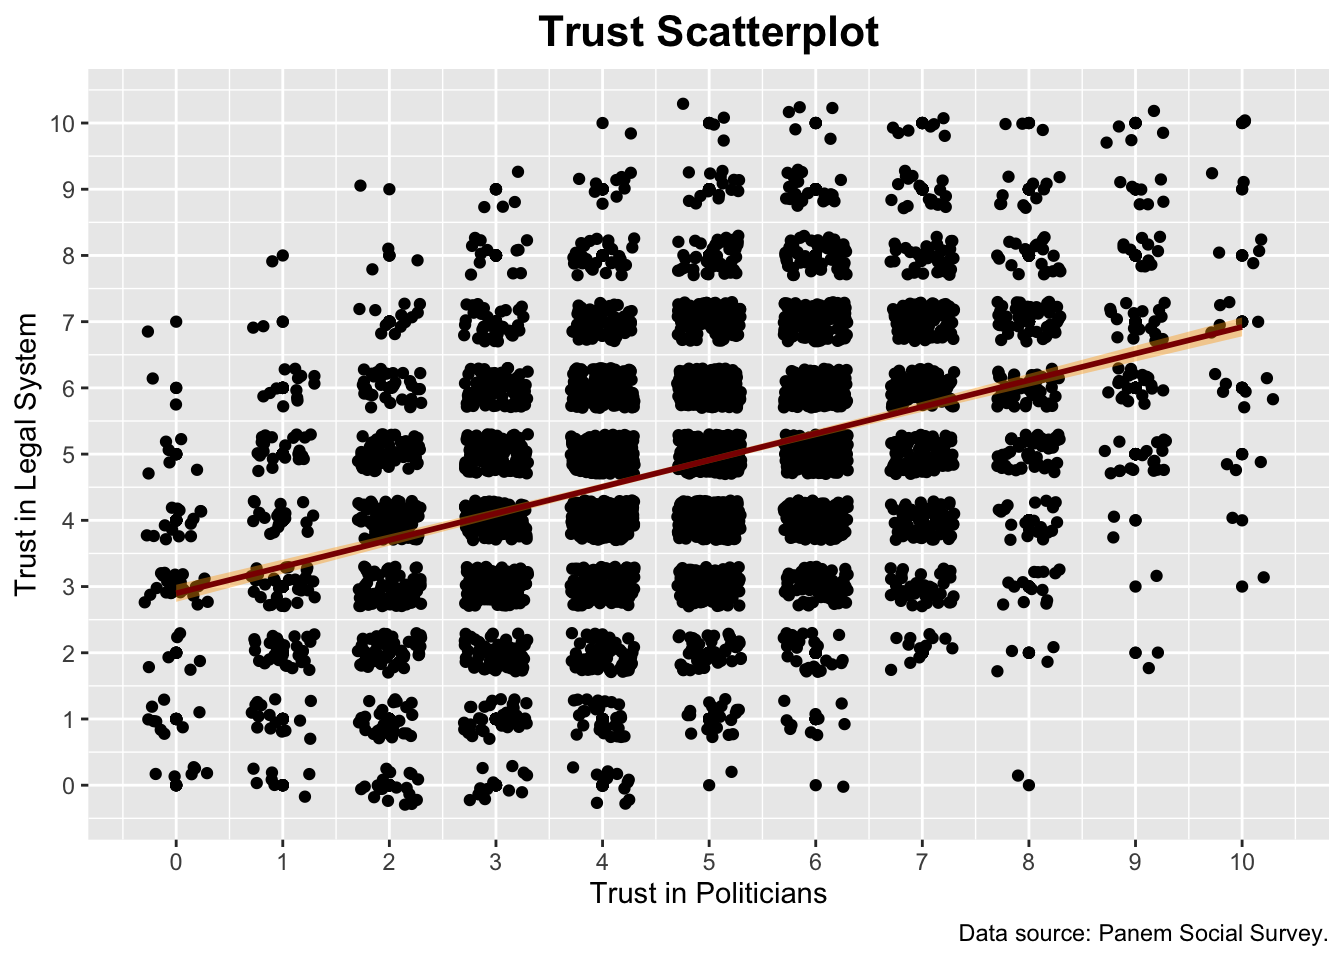 Trust Scatterplot
Trust in Legal System
10
9
8
7
6
5
4
3
2
1
0
0 1 2 3 4 5 6 7 8 9 10
Trust in Politicians
Data source: Panem Social Survey.